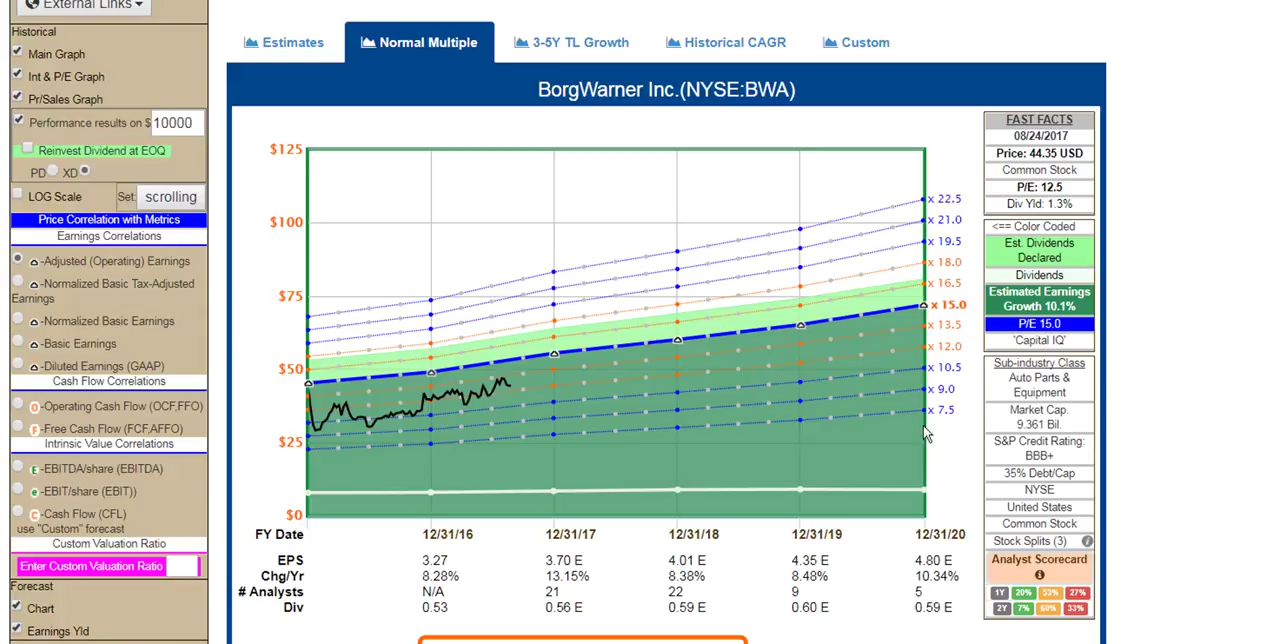 External Links
Historical
Main Graph
Int & P/E Graph
Pr/Sales Graph
Performance results on $ 10000
Reinvest Dividend at EOQ
PD XD
LOG Scale Set: scrolling
Price Correlation with Metrics
Earnings Correlations
-Adjusted (Operating) Earnings
-Normalized Basic Tax-Adjusted
Earnings
-Normalized Basic Earnings
-Basic Earnings
-Diluted Earnings (GAAP)
Cash Flow Correlations
O-Operating Cash Flow (OCF,FFO)
F-Free Cash Flow (FCF,AFFO)
Intrinsic Value Correlations
E-EBITDA/share (EBITDA)
e-EBIT/share (EBIT))
C-Cash Flow (CFL)
use "Custom" forecast
Custom Valuation Ratio
Enter Custom Valuation Ratio
Forecast
Chart
Earnings Yld
Estimates
Normal Multiple
3-5Y TL Growth
Historical CAGR
Custom
BorgWarner Inc.(NYSE:BWA)
$125
$100
$75
$50
$25
$0
x 22.5
x 21.0
x 19.5
x 18.0
x 16.5
x 15.0
x 13.5
x 12.0
x 10.5
x 9.0
x 7.5
FY Date 12/31/16 12/31/17 12/31/18 12/31/19 12/31/20
EPS 3.27 3.70 E 4.01 E 4.35 E 4.80 E
Chg/Yr 8.28% 13.15% 8.38% 8.48% 10.34%
# Analysts N/A 21 22 9 5
Div 0.53 0.56 E 0.59 E 0.60 E 0.59 E
FAST FACTS
08/24/2017
Price: 44.35 USD
Common Stock
P/E: 12.5
Div Yld: 1.3%
<== Color Coded
Est. Dividends
Declared
Dividends
Estimated Earnings
Growth 10.1%
P/E 15.0
'Capital IQ'
Sub-industry Class
Auto Parts &
Equipment
Market Cap.
9.361 Bil.
S&P Credit Rating:
BBB+
35% Debt/Cap
NYSE
United States
Common Stock
Stock Splits (3) i
Analyst Scorecard
1Y 20% 53% 27%
2Y 7% 60% 33%